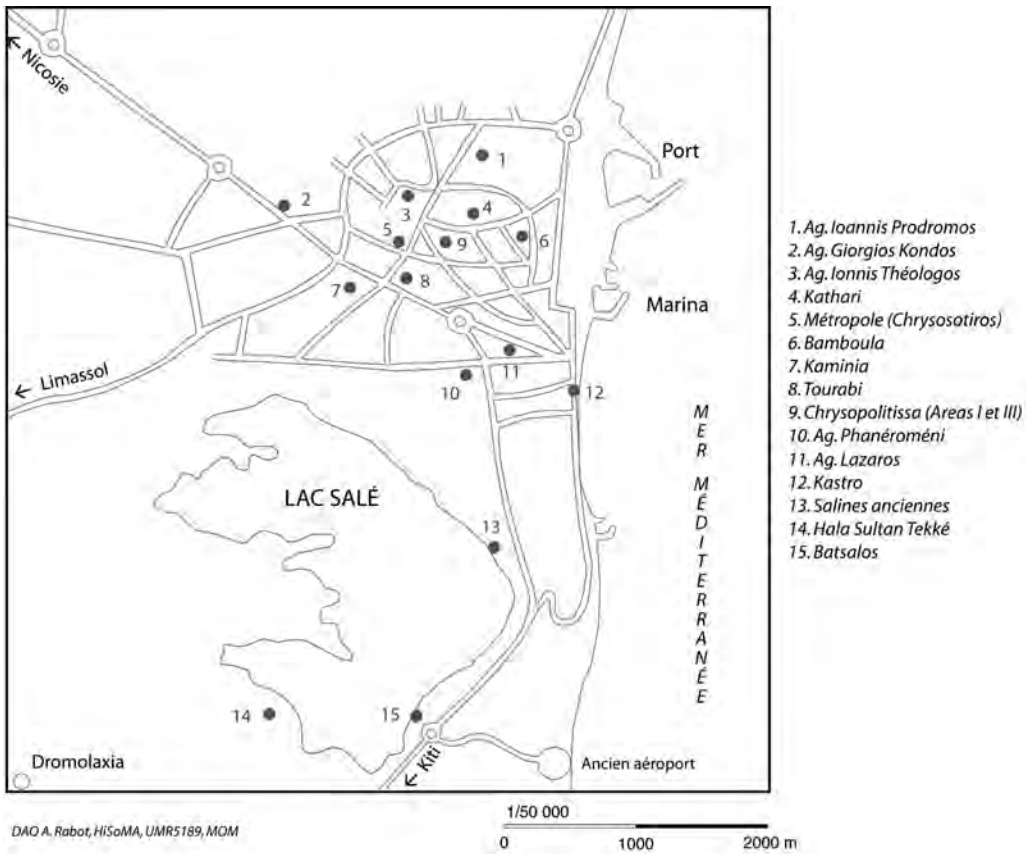 ← Nicosie
Port
1
2
3
4
5
9
6
8
7
Marina
← Limassol
11
10
12
LAC SALÉ
MER MÉDITERRANÉE
13
14
15
← Kiti
Dromolaxia
Ancien aéroport
1. Ag. Ioannis Prodromos
2. Ag. Giorgios Kondos
3. Ag. Ionnis Théologos
4. Kathari
5. Métropole (Chrysosotiros)
6. Bamboula
7. Kaminia
8. Tourabi
9. Chrysopolitissa (Areas I et III)
10. Ag. Phanéroméni
11. Ag. Lazaros
12. Kastro
13. Salines anciennes
14. Hala Sultan Tekké
15. Batsalos
DAO A. Rabot, HiSoMA, UMR5189, MOM
1/50 000
0 1000 2000 m